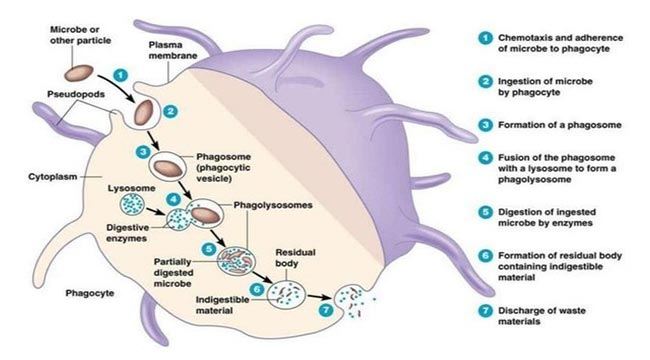 Microbe or
other particle
Plasma
membrane
1
Pseudopods
2
3
Phagosome
(phagocytic
vesicle)
Cytoplasm
Lysosome
4
Phagolysosomes
Digestive
enzymes
5
Partially
digested
microbe
Residual
body
6
Indigestible
material
7
Phagocyte
1 Chemotaxis and adherence
of microbe to phagocyte
2 Ingestion of microbe
by phagocyte
3 Formation of a phagosome
4 Fusion of the phagosome
with a lysosome to form a
phagolysosome
5 Digestion of ingested
microbe by enzymes
6 Formation of residual body
containing indigestible
material
7 Discharge of waste
materials